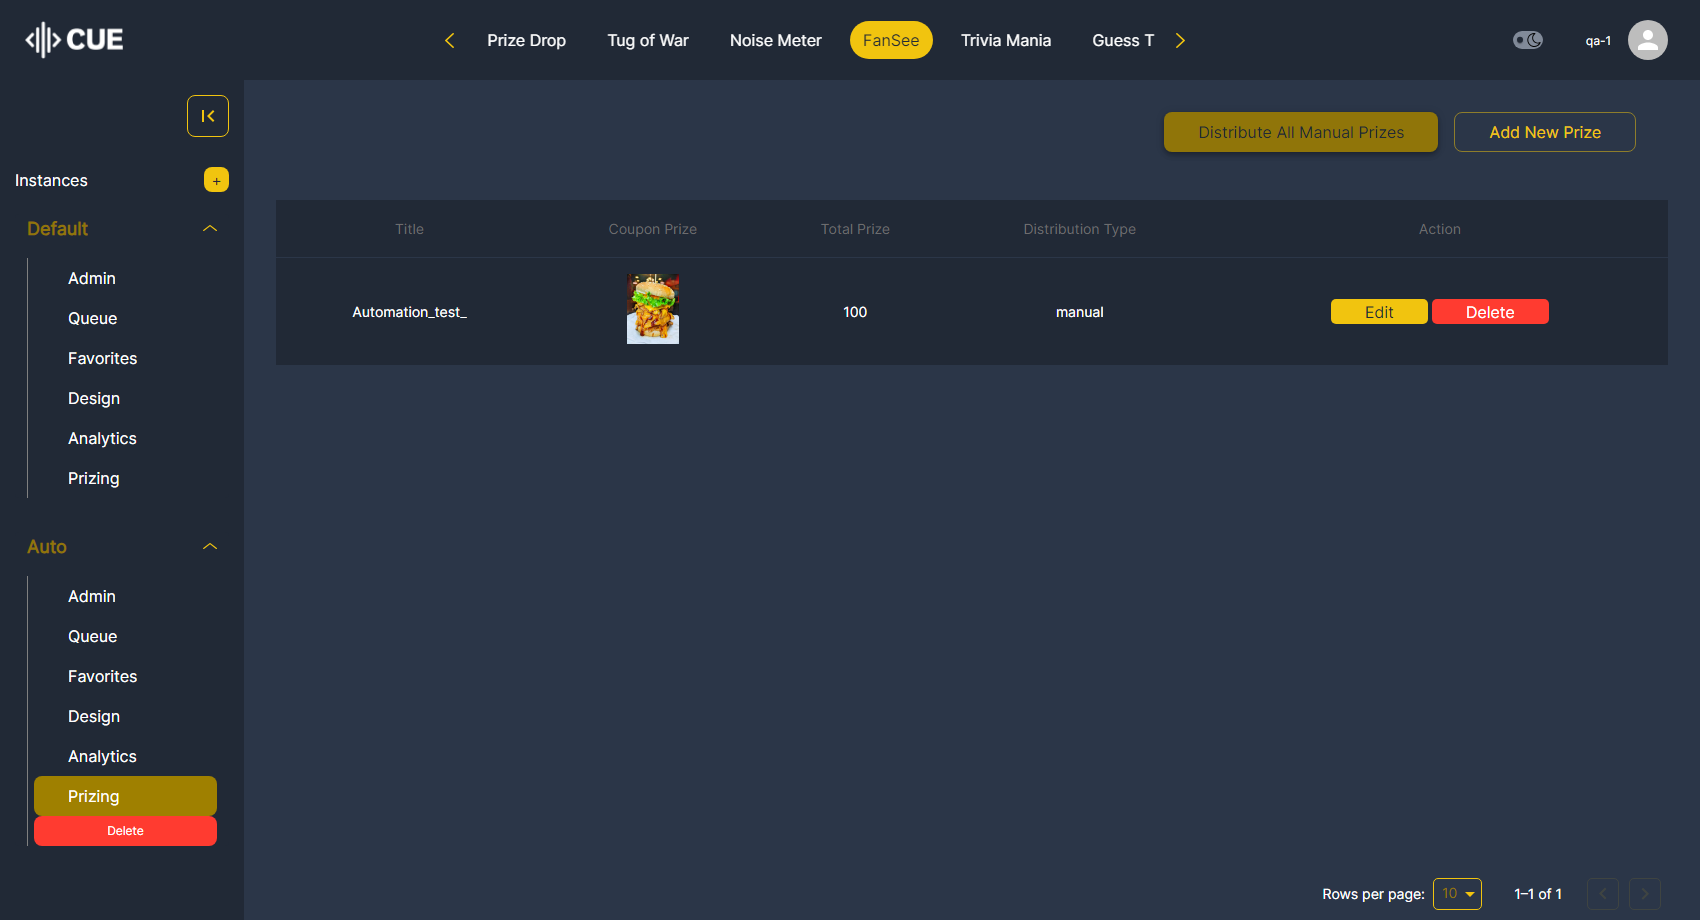 CUE
Prize Drop
Tug of War
Noise Meter
FanSee
Trivia Mania
Guess T
qa-1
Instances
+
Default
Admin
Queue
Favorites
Design
Analytics
Prizing
Auto
Admin
Queue
Favorites
Design
Analytics
Prizing
Delete
Distribute All Manual Prizes
Add New Prize
Title Coupon Prize Total Prize Distribution Type Action
Automation_test_ 100 manual Edit Delete
Rows per page: 10 1–1 of 1